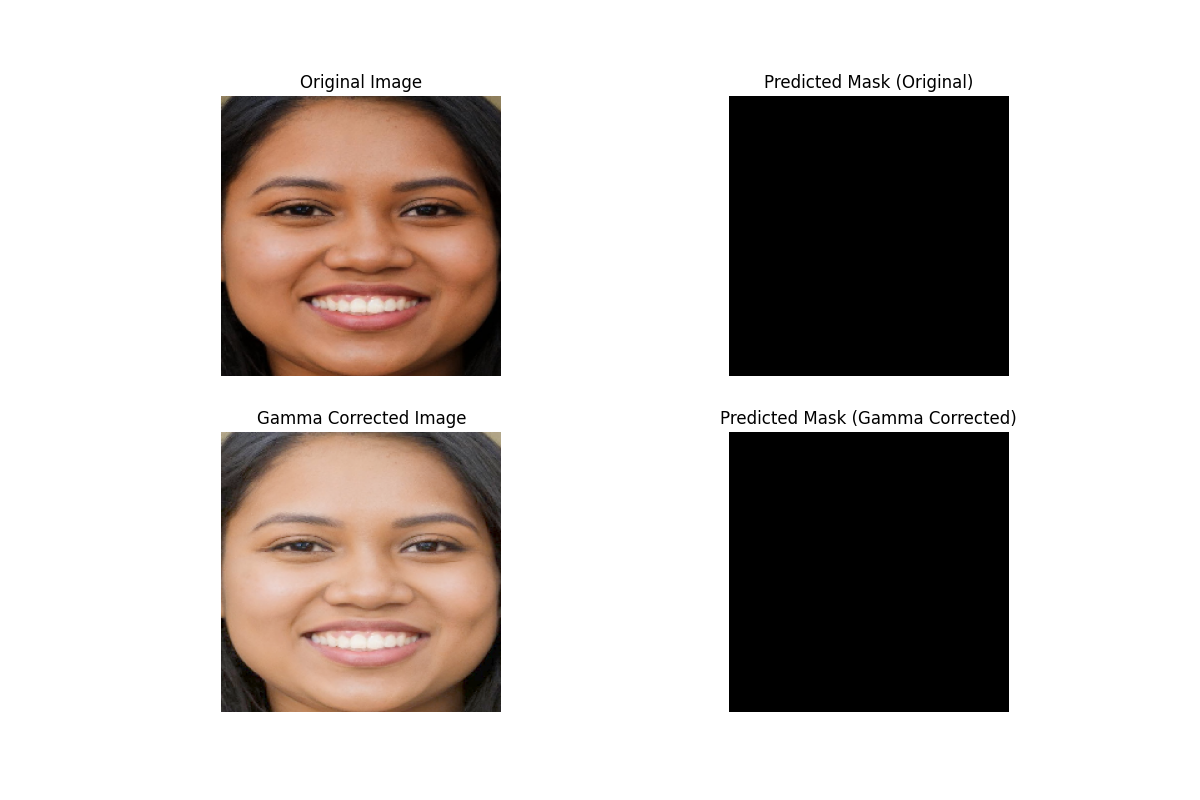 Original Image
Predicted Mask (Original)
Gamma Corrected Image
Predicted Mask (Gamma Corrected)